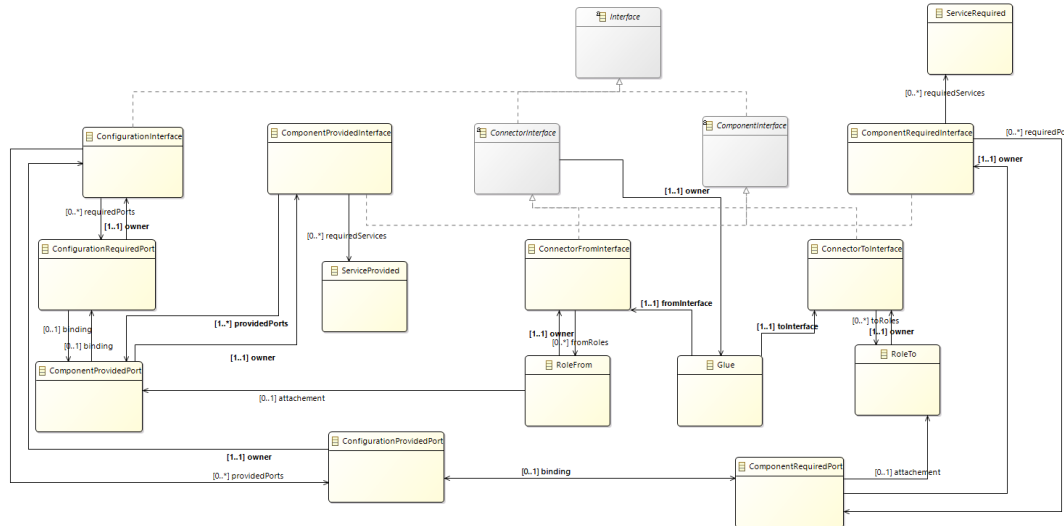 Interface
ServiceRequired
[0..*] requiredServices
ConfigurationInterface
ComponentProvidedInterface
ConnectorInterface
ComponentInterface
ComponentRequiredInterface
[0..*] requiredPo
[1..1] owner
[1..1] owner
[0..*] requiredPorts
[1..1] owner
[0..*] requiredServices
ConfigurationRequiredPort
ServiceProvided
ConnectorFromInterface
ConnectorToInterface
[1..1] fromInterface
[0..1] binding
[0..1] binding
[1..*] providedPorts
[1..1] owner
[1..1] owner
[0..*] fromRoles
[1..1] toInterface
[0..*] toRoles
[1..1] owner
ComponentProvidedPort
RoleFrom
Glue
RoleTo
[0..1] attachement
ConfigurationProvidedPort
[1..1] owner
[0..*] providedPorts
[0..1] binding
ComponentRequiredPort
[0..1] attachement